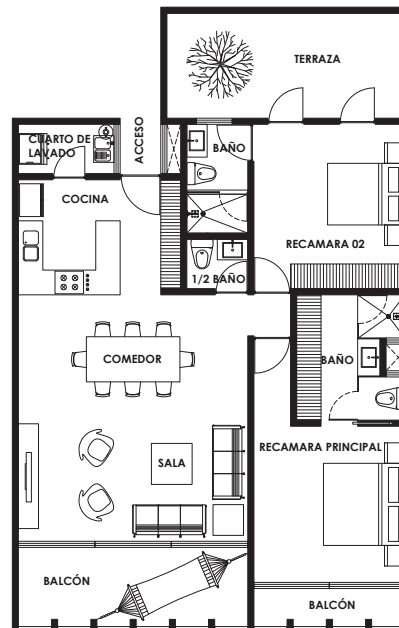 TERRAZA
CUARTO DE
LAVADO
ACCESO
BAÑO
COCINA
RECAMARA 02
1/2 BAÑO
COMEDOR
BAÑO
SALA
RECAMARA PRINCIPAL
BALCÓN
BALCÓN